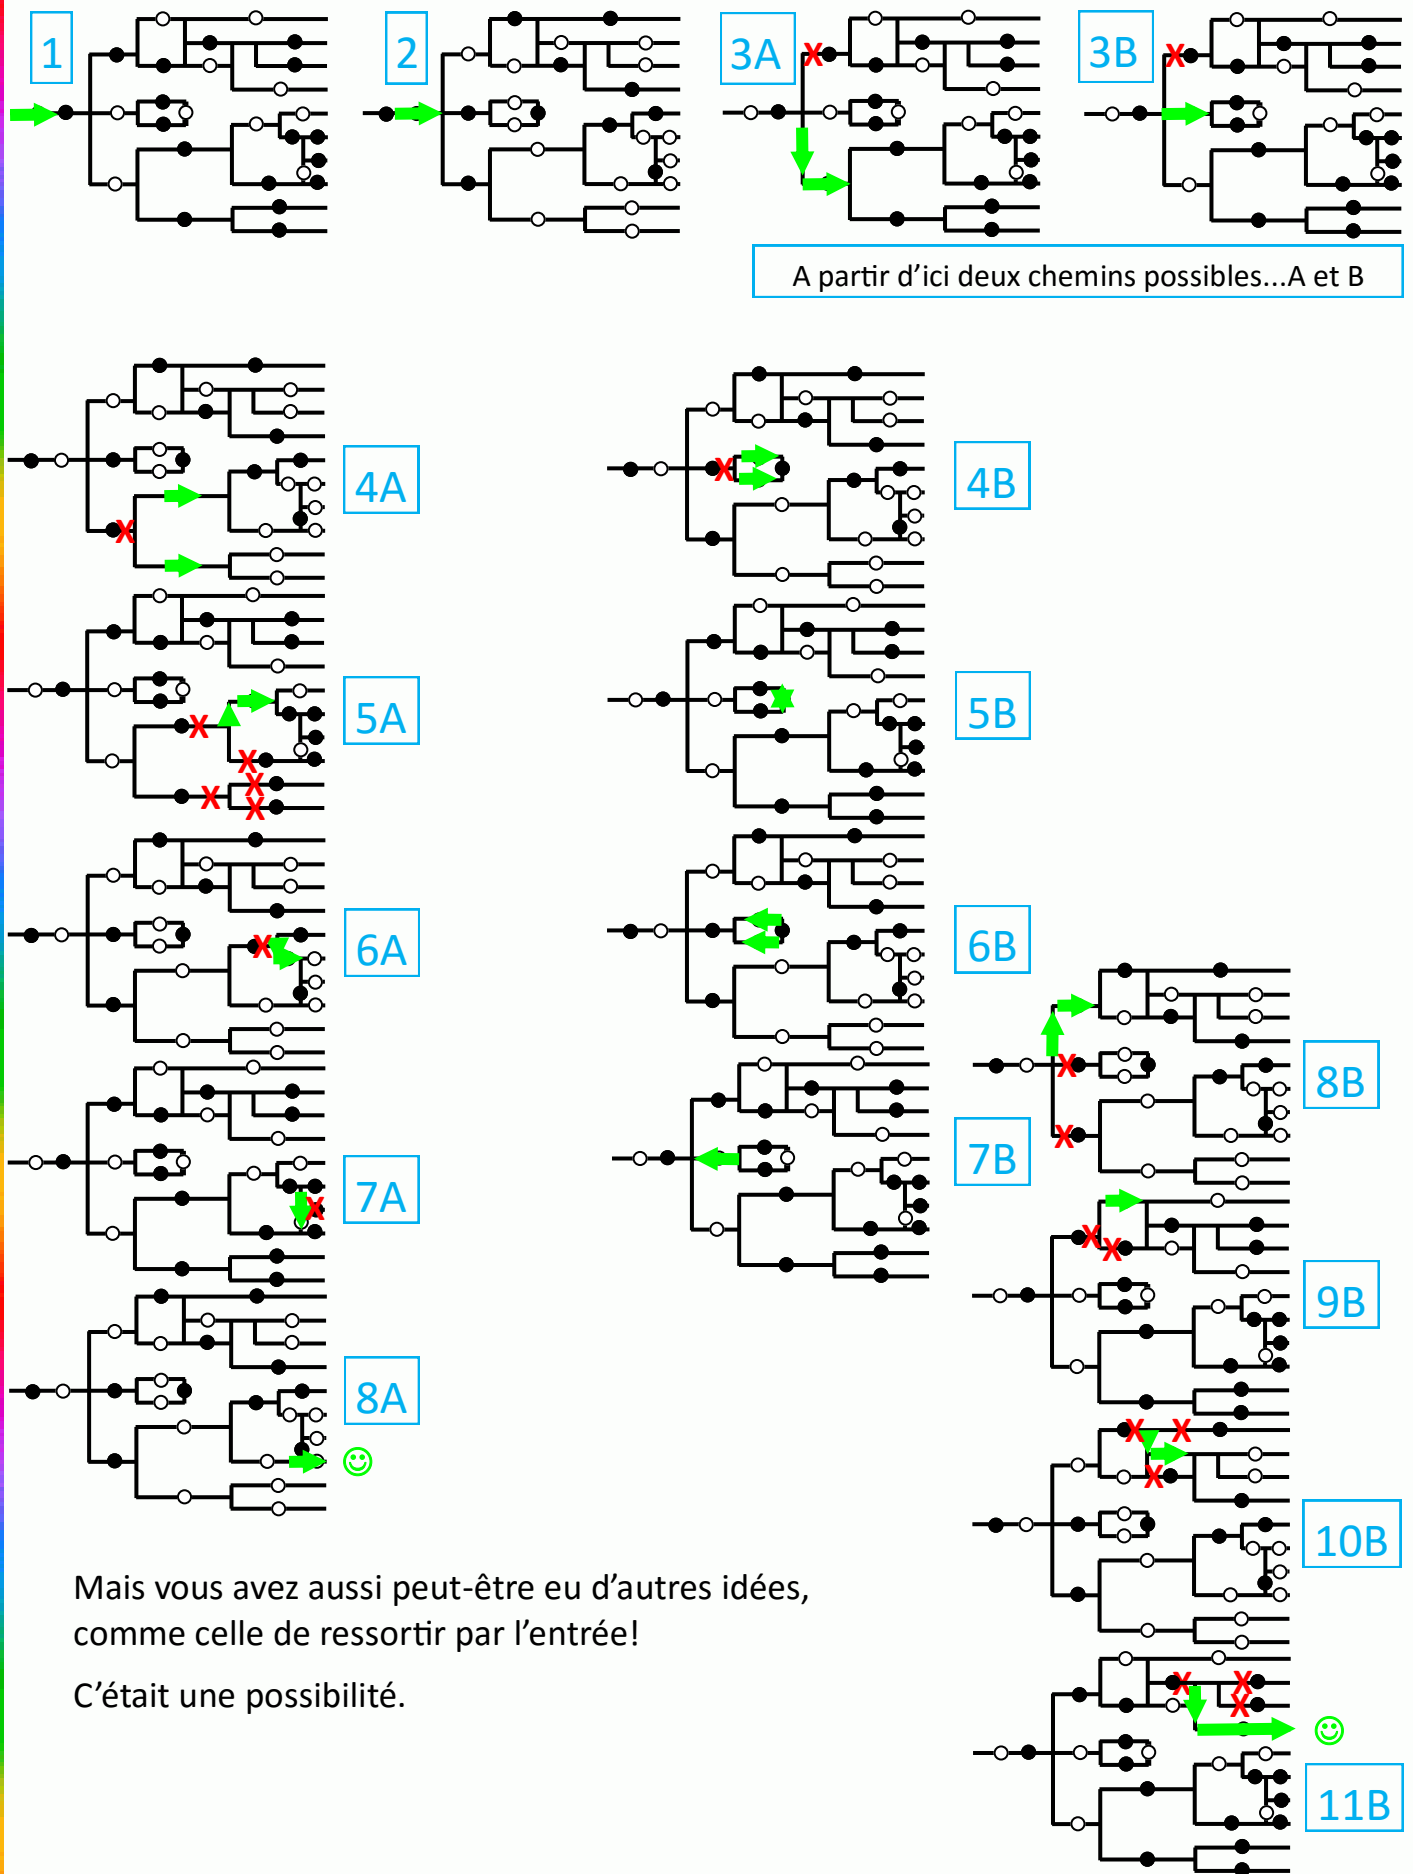 1
2
3A
3B
A partir d'ici deux chemins possibles...A et B
4A
4B
5A
5B
6A
6B
7A
7B
8B
8A
9B
10B
Mais vous avez aussi peut-être eu d'autres idées,
comme celle de ressortir par l'entrée!
C'était une possibilité.
11B